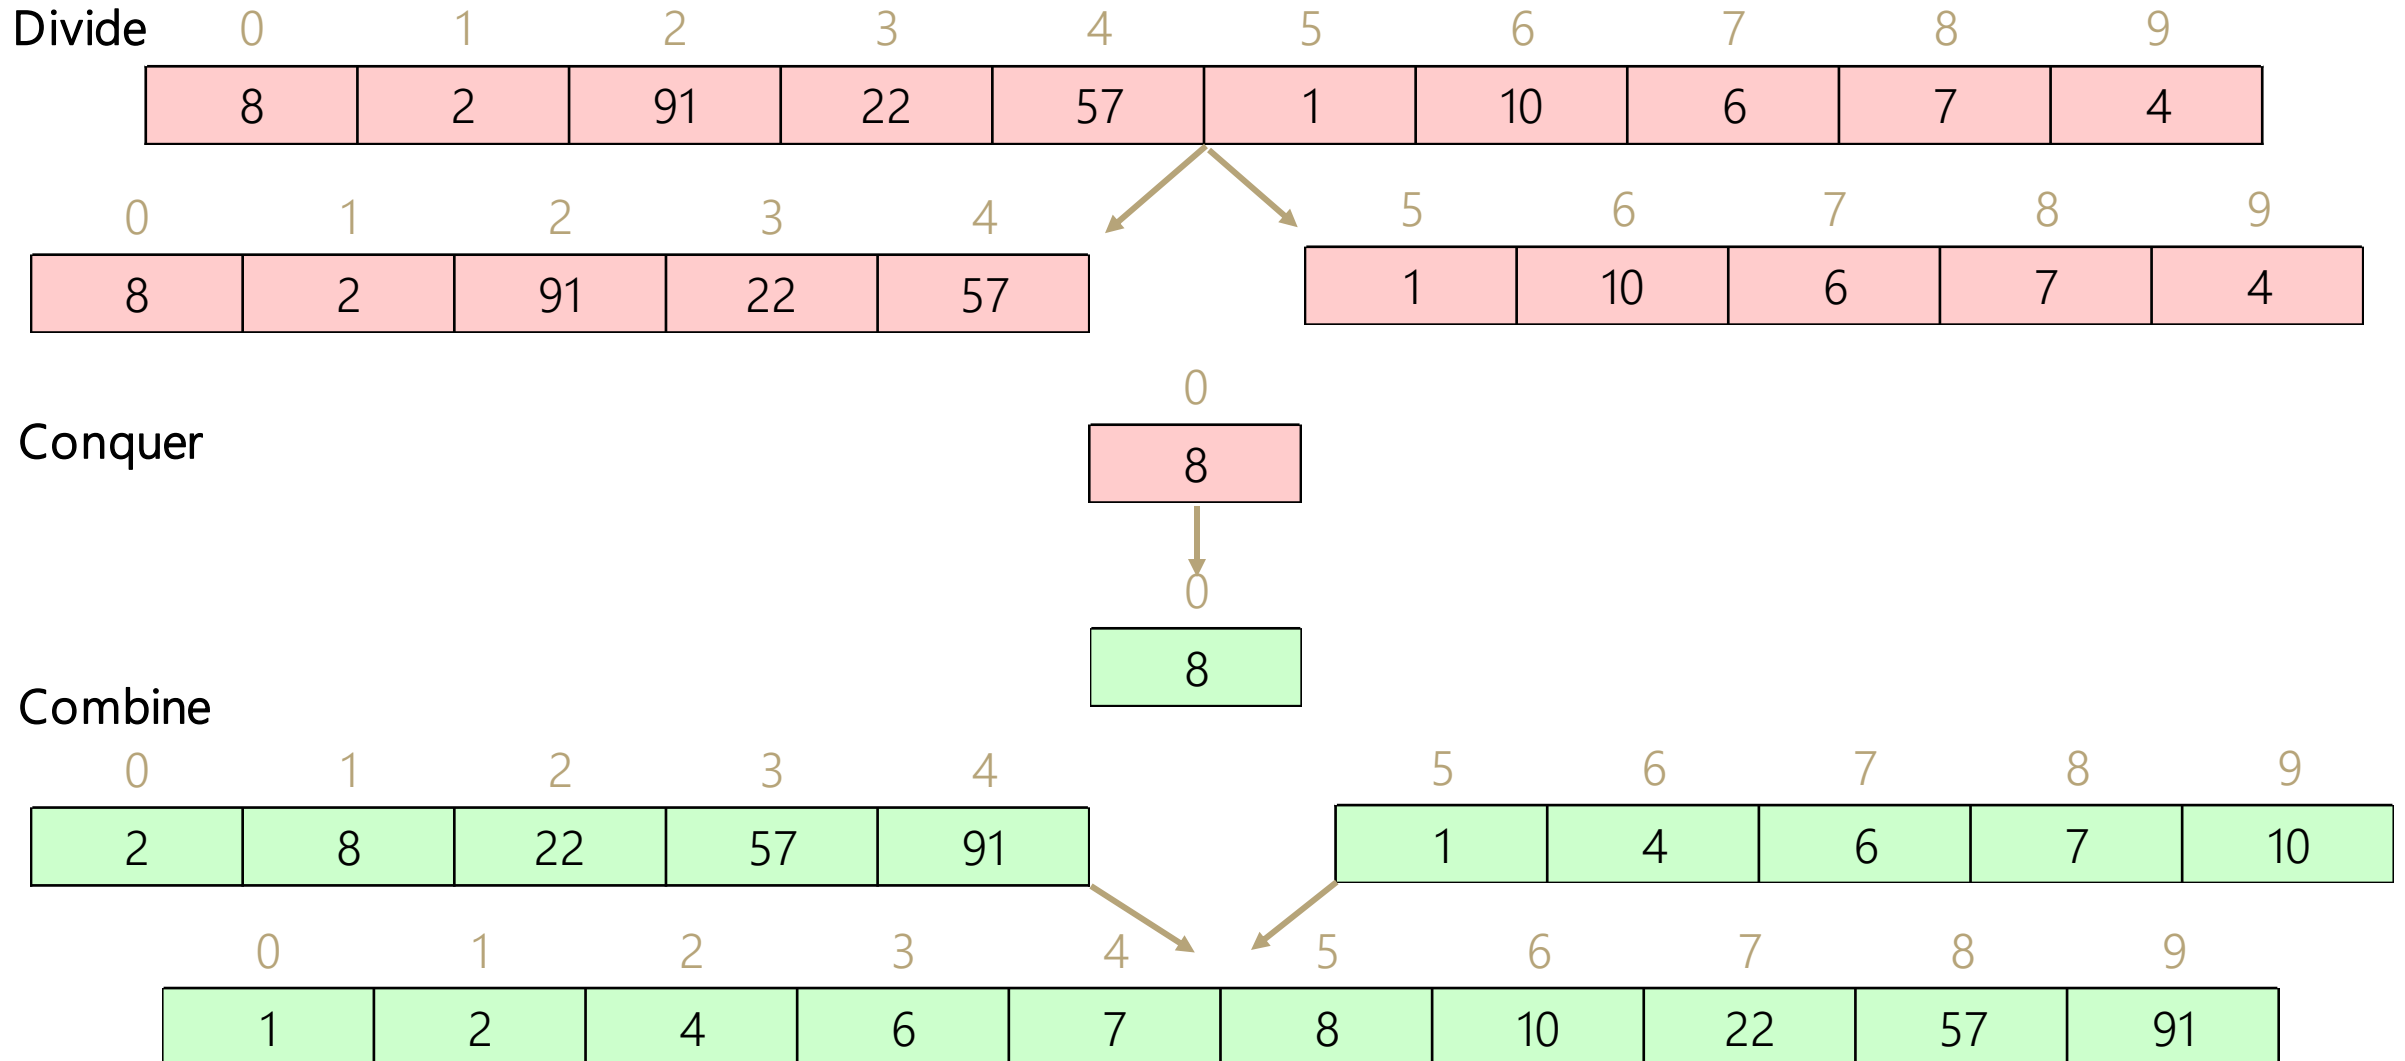 Divide 0 1 2 3 4 5 6 7 8 9
8 2 91 22 57 1 10 6 7 4
0 1 2 3 4 5 6 7 8 9
8 2 91 22 57 1 10 6 7 4
0
Conquer
8
0
8
Combine
0 1 2 3 4 5 6 7 8 9
2 8 22 57 91 1 4 6 7 10
0 1 2 3 4 5 6 7 8 9
1 2 4 6 7 8 10 22 57 91